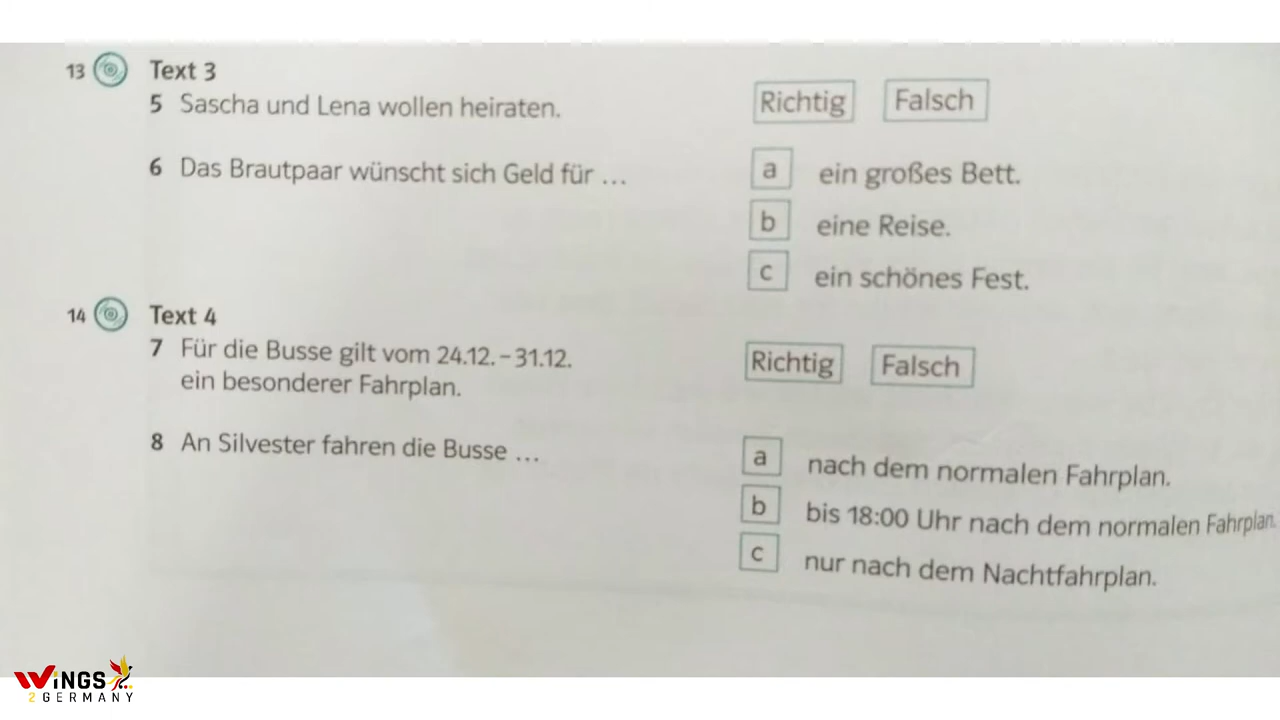 13 Text 3
5 Sascha und Lena wollen heiraten.
Richtig Falsch
6 Das Brautpaar wünscht sich Geld für ...
a ein großes Bett.
b eine Reise.
c ein schönes Fest.
14 Text 4
7 Für die Busse gilt vom 24.12. – 31.12.
ein besonderer Fahrplan.
Richtig Falsch
8 An Silvester fahren die Busse ...
a nach dem normalen Fahrplan.
b bis 18:00 Uhr nach dem normalen Fahrplan.
c nur nach dem Nachtfahrplan.
WiNGS
2 GERMANY